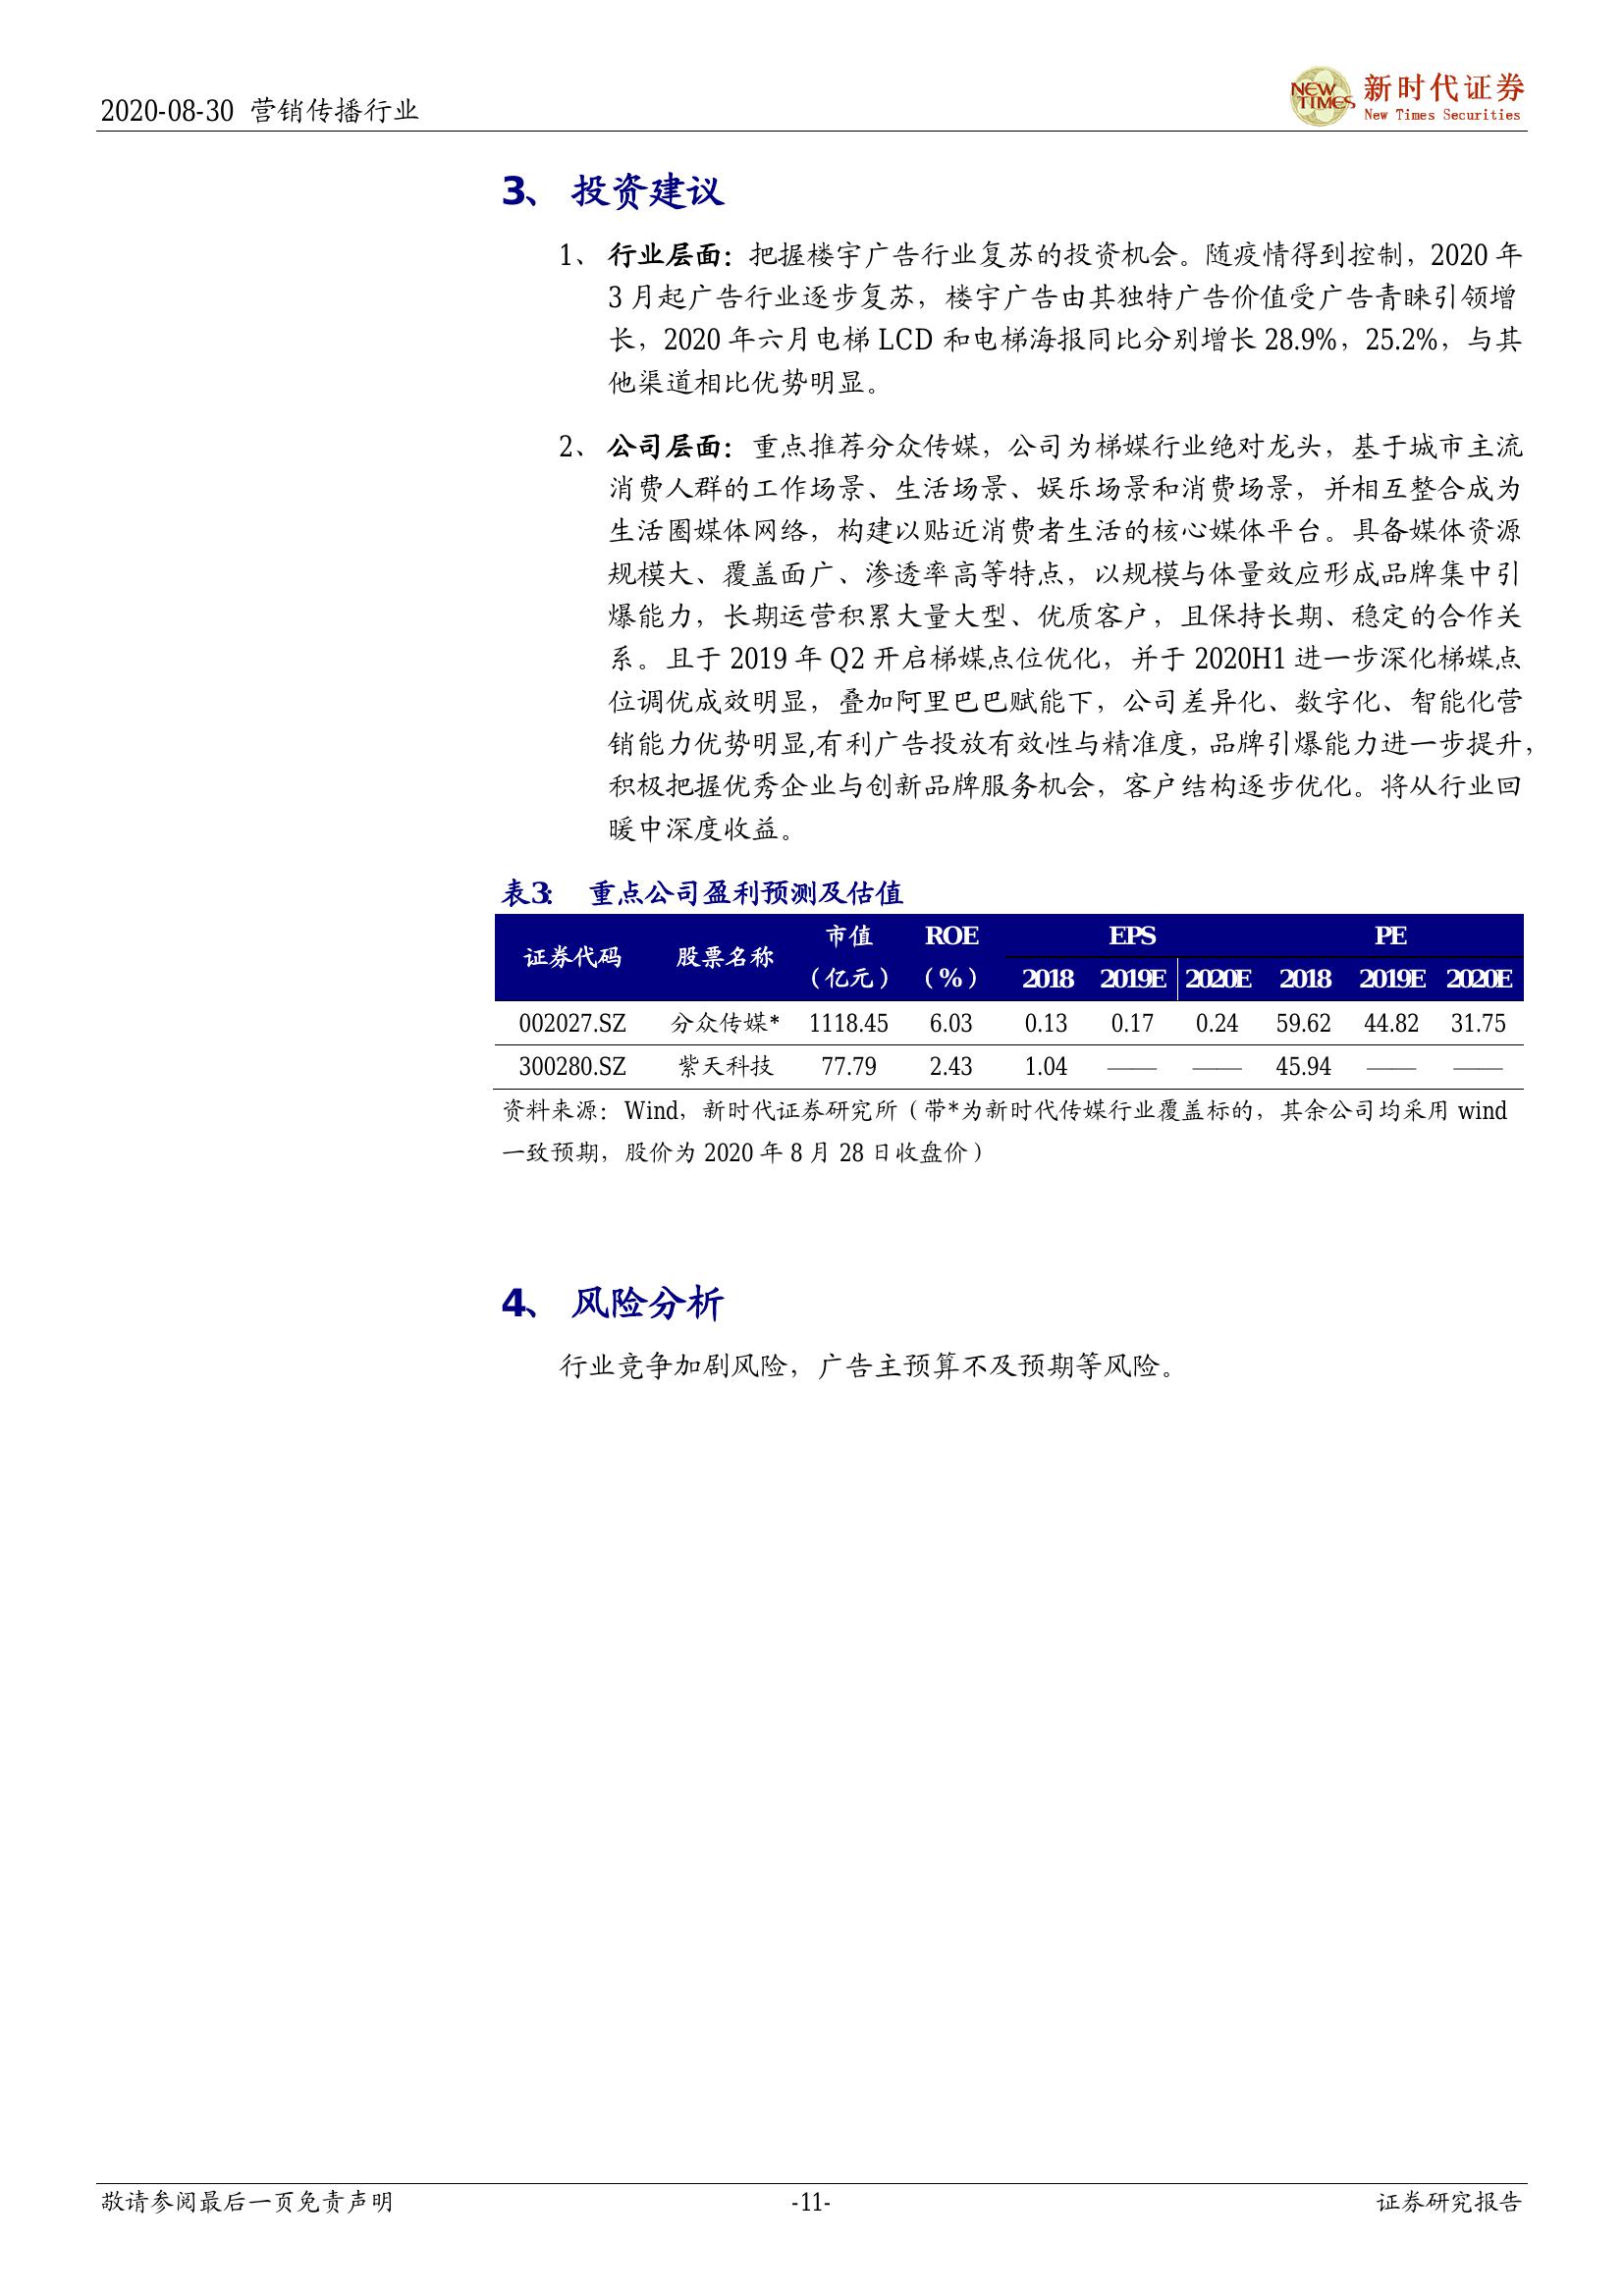 2020-08-30 营销传播行业
NEW TIMES 新时代证券
New Times Securities
3、 投资建议
1、 行业层面：把握楼宇广告行业复苏的投资机会。随疫情得到控制，2020 年
3 月起广告行业逐步复苏，楼宇广告由其独特广告价值受广告青睐引领增
长，2020 年六月电梯 LCD 和电梯海报同比分别增长 28.9%，25.2%，与其
他渠道相比优势明显。
2、 公司层面：重点推荐分众传媒，公司为梯媒行业绝对龙头，基于城市主流
消费人群的工作场景、生活场景、娱乐场景和消费场景，并相互整合成为
生活圈媒体网络，构建以贴近消费者生活的核心媒体平台。具备媒体资源
规模大、覆盖面广、渗透率高等特点，以规模与体量效应形成品牌集中引
爆能力，长期运营积累大量大型、优质客户，且保持长期、稳定的合作关
系。且于 2019 年 Q2 开启梯媒点位优化，并于 2020H1 进一步深化梯媒点
位调优成效明显，叠加阿里巴巴赋能下，公司差异化、数字化、智能化营
销能力优势明显,有利广告投放有效性与精准度，品牌引爆能力进一步提升，
积极把握优秀企业与创新品牌服务机会，客户结构逐步优化。将从行业回
暖中深度收益。
表3： 重点公司盈利预测及估值
证券代码 股票名称 市值（亿元） ROE（%） EPS PE
2018 2019E 2020E 2018 2019E 2020E
002027.SZ 分众传媒* 1118.45 6.03 0.13 0.17 0.24 59.62 44.82 31.75
300280.SZ 紫天科技 77.79 2.43 1.04 —— —— 45.94 —— ——
资料来源：Wind，新时代证券研究所（带*为新时代传媒行业覆盖标的，其余公司均采用 wind
一致预期，股价为 2020 年 8 月 28 日收盘价）
4、 风险分析
行业竞争加剧风险，广告主预算不及预期等风险。
敬请参阅最后一页免责声明 -11- 证券研究报告